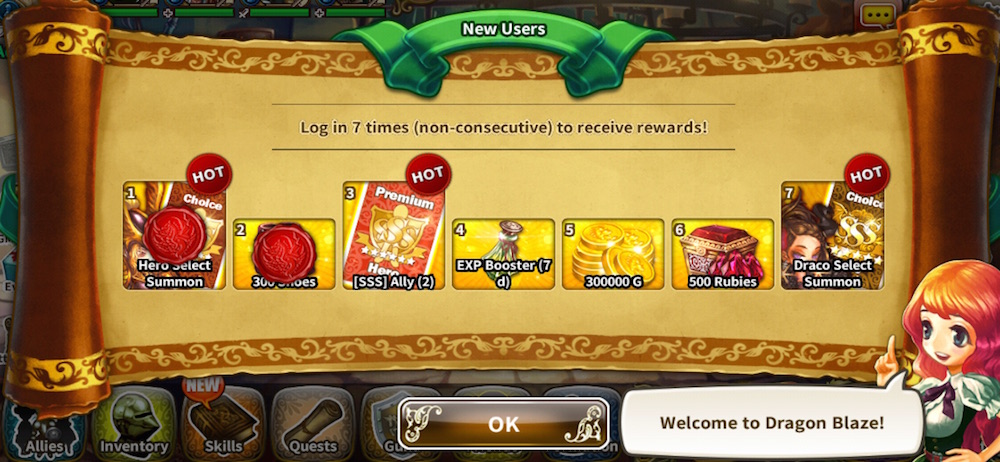 New Users
Log in 7 times (non-consecutive) to receive rewards!
HOT
HOT
HOT
1
Choice
Hero Select
Summon
2
300 Shoes
3
Premium
SSS
[SSS] Ally (2)
4
EXP Booster (7
d)
5
300000 G
6
500 Rubies
7
Choice
SSS
Draco Select
Summon
NEW
Allies
Inventory
Skills
Quests
OK
Welcome to Dragon Blaze!